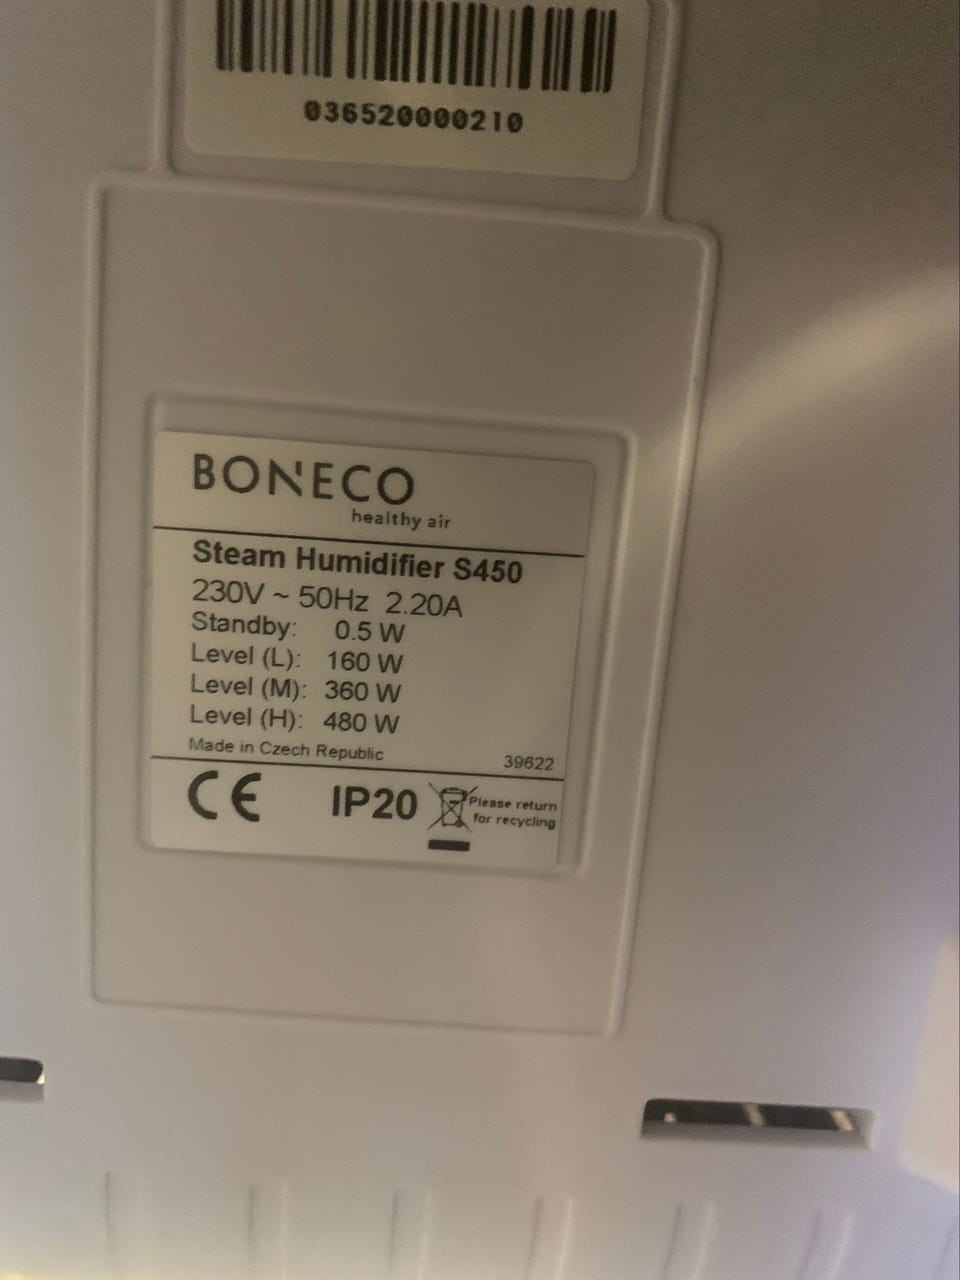 036520000210
BONECO
healthy air
Steam Humidifier S450
230V ~ 50Hz 2.20A
Standby: 0.5 W
Level (L): 160 W
Level (M): 360 W
Level (H): 480 W
Made in Czech Republic 39622
CE IP20 Please return
for recycling